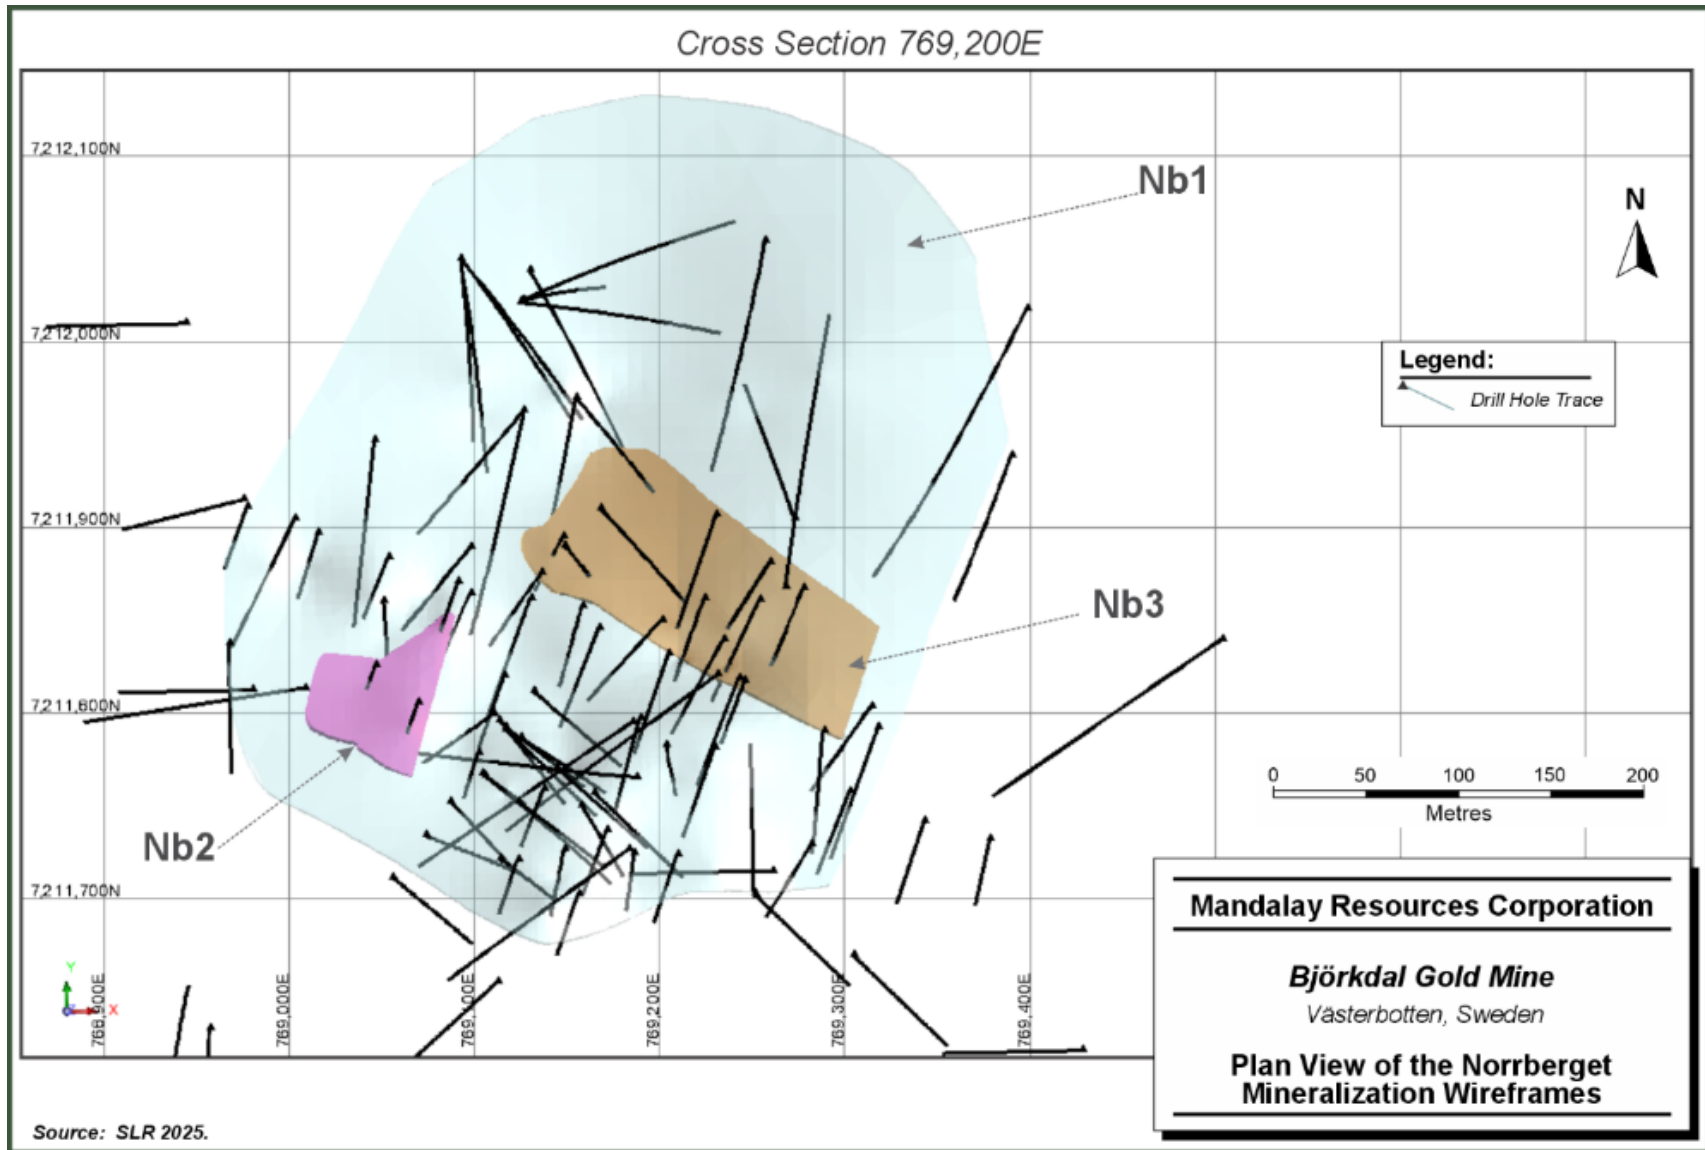 Cross Section 769,200E
7,212,100N
Nb1
N
7,212,000N
Legend:
Drill Hole Trace
7,211,900N
Nb3
7,211,800N
0 50 100 150 200
Metres
Nb2
7,211,700N
Mandalay Resources Corporation
Björkdal Gold Mine
Västerbotten, Sweden
Plan View of the Norrberget
Mineralization Wireframes
Y
X
768,900E
769,000E
769,100E
769,200E
769,300E
769,400E
Source: SLR 2025.